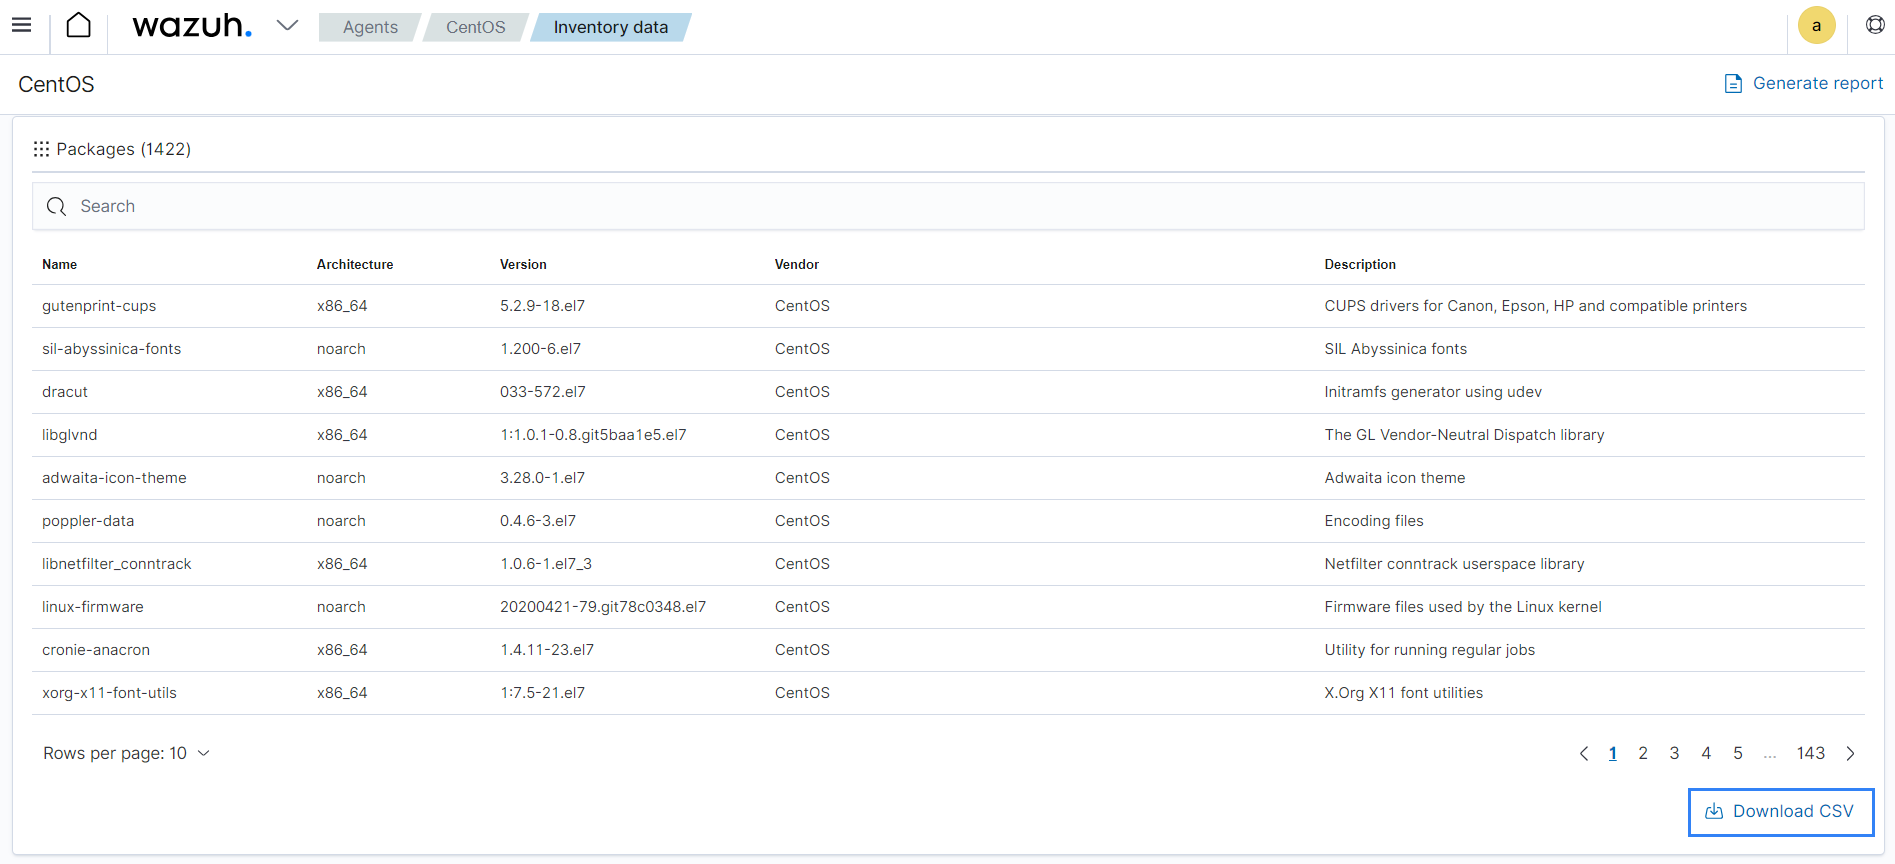 wazuh. Agents CentOS Inventory data a
CentOS Generate report
Packages (1422)
Search
Name Architecture Version Vendor Description
gutenprint-cups x86_64 5.2.9-18.el7 CentOS CUPS drivers for Canon, Epson, HP and compatible printers
sil-abyssinica-fonts noarch 1.200-6.el7 CentOS SIL Abyssinica fonts
dracut x86_64 033-572.el7 CentOS Initramfs generator using udev
libglvnd x86_64 1:1.0.1-0.8.git5baa1e5.el7 CentOS The GL Vendor-Neutral Dispatch library
adwaita-icon-theme noarch 3.28.0-1.el7 CentOS Adwaita icon theme
poppler-data noarch 0.4.6-3.el7 CentOS Encoding files
libnetfilter_conntrack x86_64 1.0.6-1.el7_3 CentOS Netfilter conntrack userspace library
linux-firmware noarch 20200421-79.git78c0348.el7 CentOS Firmware files used by the Linux kernel
cronie-anacron x86_64 1.4.11-23.el7 CentOS Utility for running regular jobs
xorg-x11-font-utils x86_64 1:7.5-21.el7 CentOS X.Org X11 font utilities
Rows per page: 10 1 2 3 4 5 ... 143
Download CSV